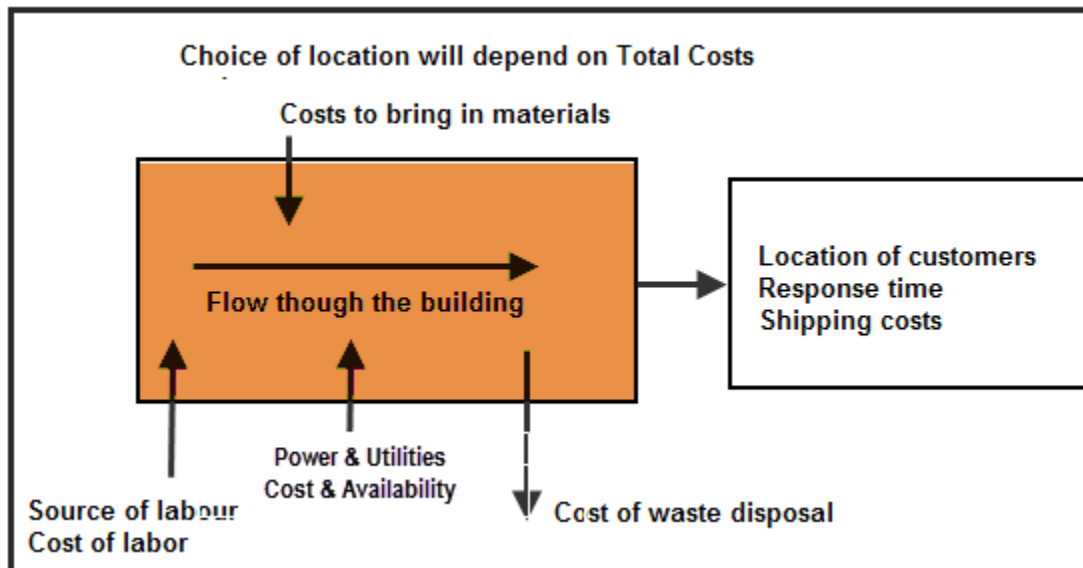 Choice of location will depend on Total Costs
Costs to bring in materials
Flow though the building
Location of customers
Response time
Shipping costs
Power & Utilities
Cost & Availability
Source of labour
Cost of labor
Cost of waste disposal